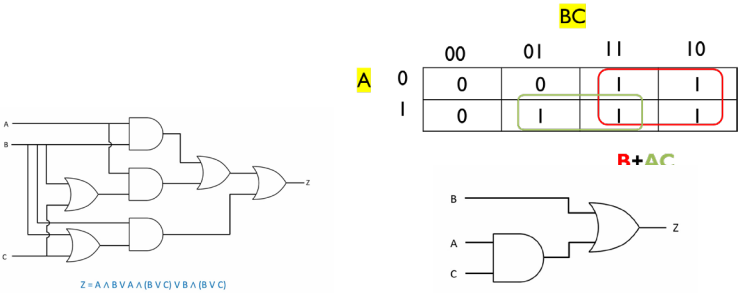 BC
00 01 11 10
A 0 0 0 1 1
1 0 1 1 1
B+AC
A
B
C
Z
Z = A ∧ B ∨ A ∧ (B ∨ C) ∨ B ∧ (B ∨ C)
B
A
C
Z